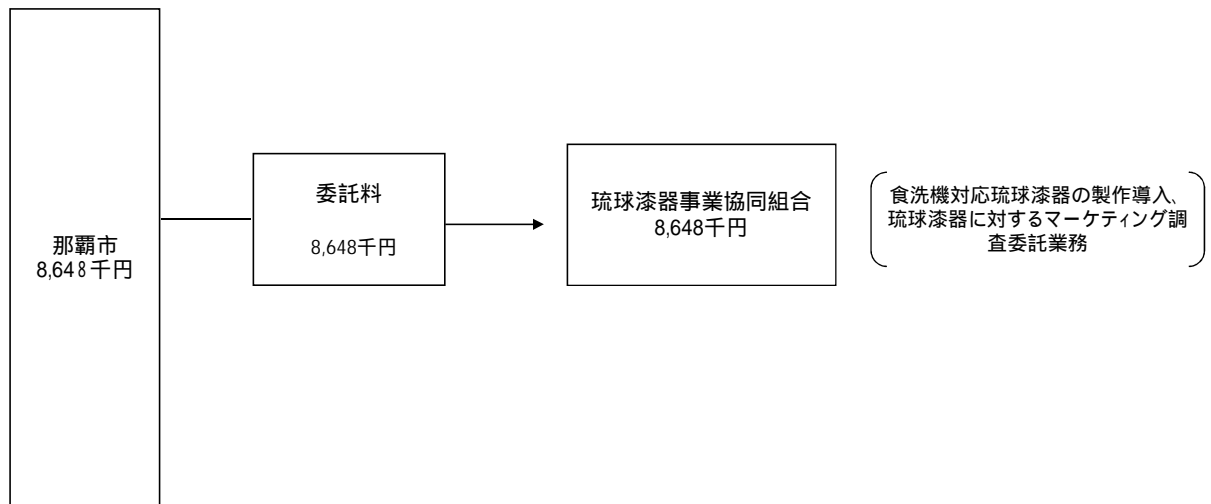 那覇市
8,648千円
委託料
8,648千円
琉球漆器事業協同組合
8,648千円
食洗機対応琉球漆器の製作導入、
琉球漆器に対するマーケティング調
査委託業務